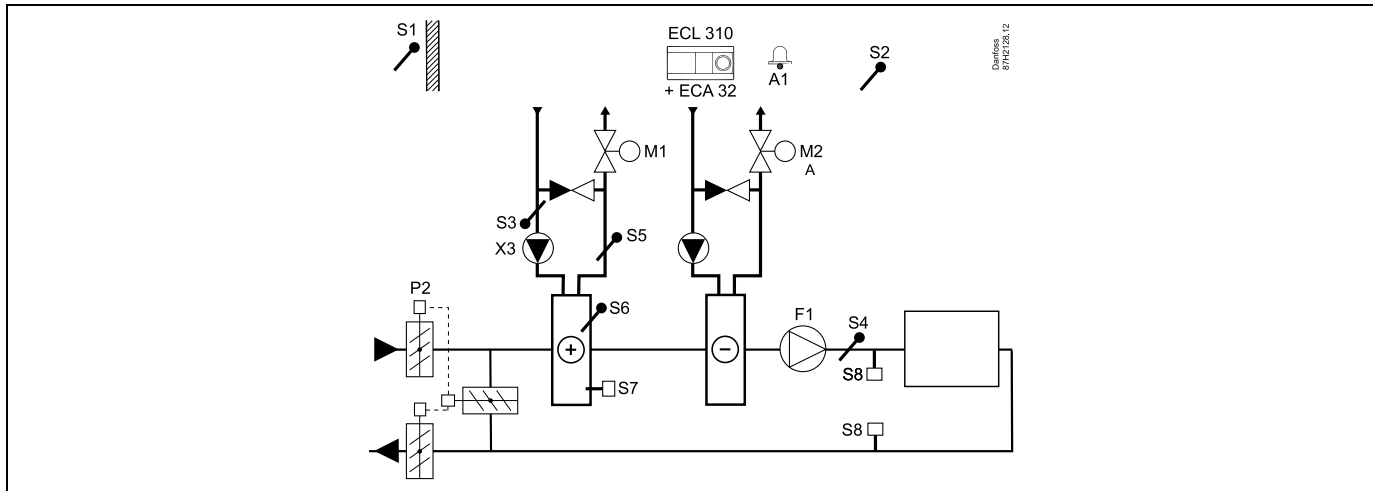 S1
ECL 310
+ ECA 32
A1
S2
Danfoss
87H2128.12
M1
M2
A
S3
X3
S5
P2
S6
F1
S4
+
−
S7
S8
S8